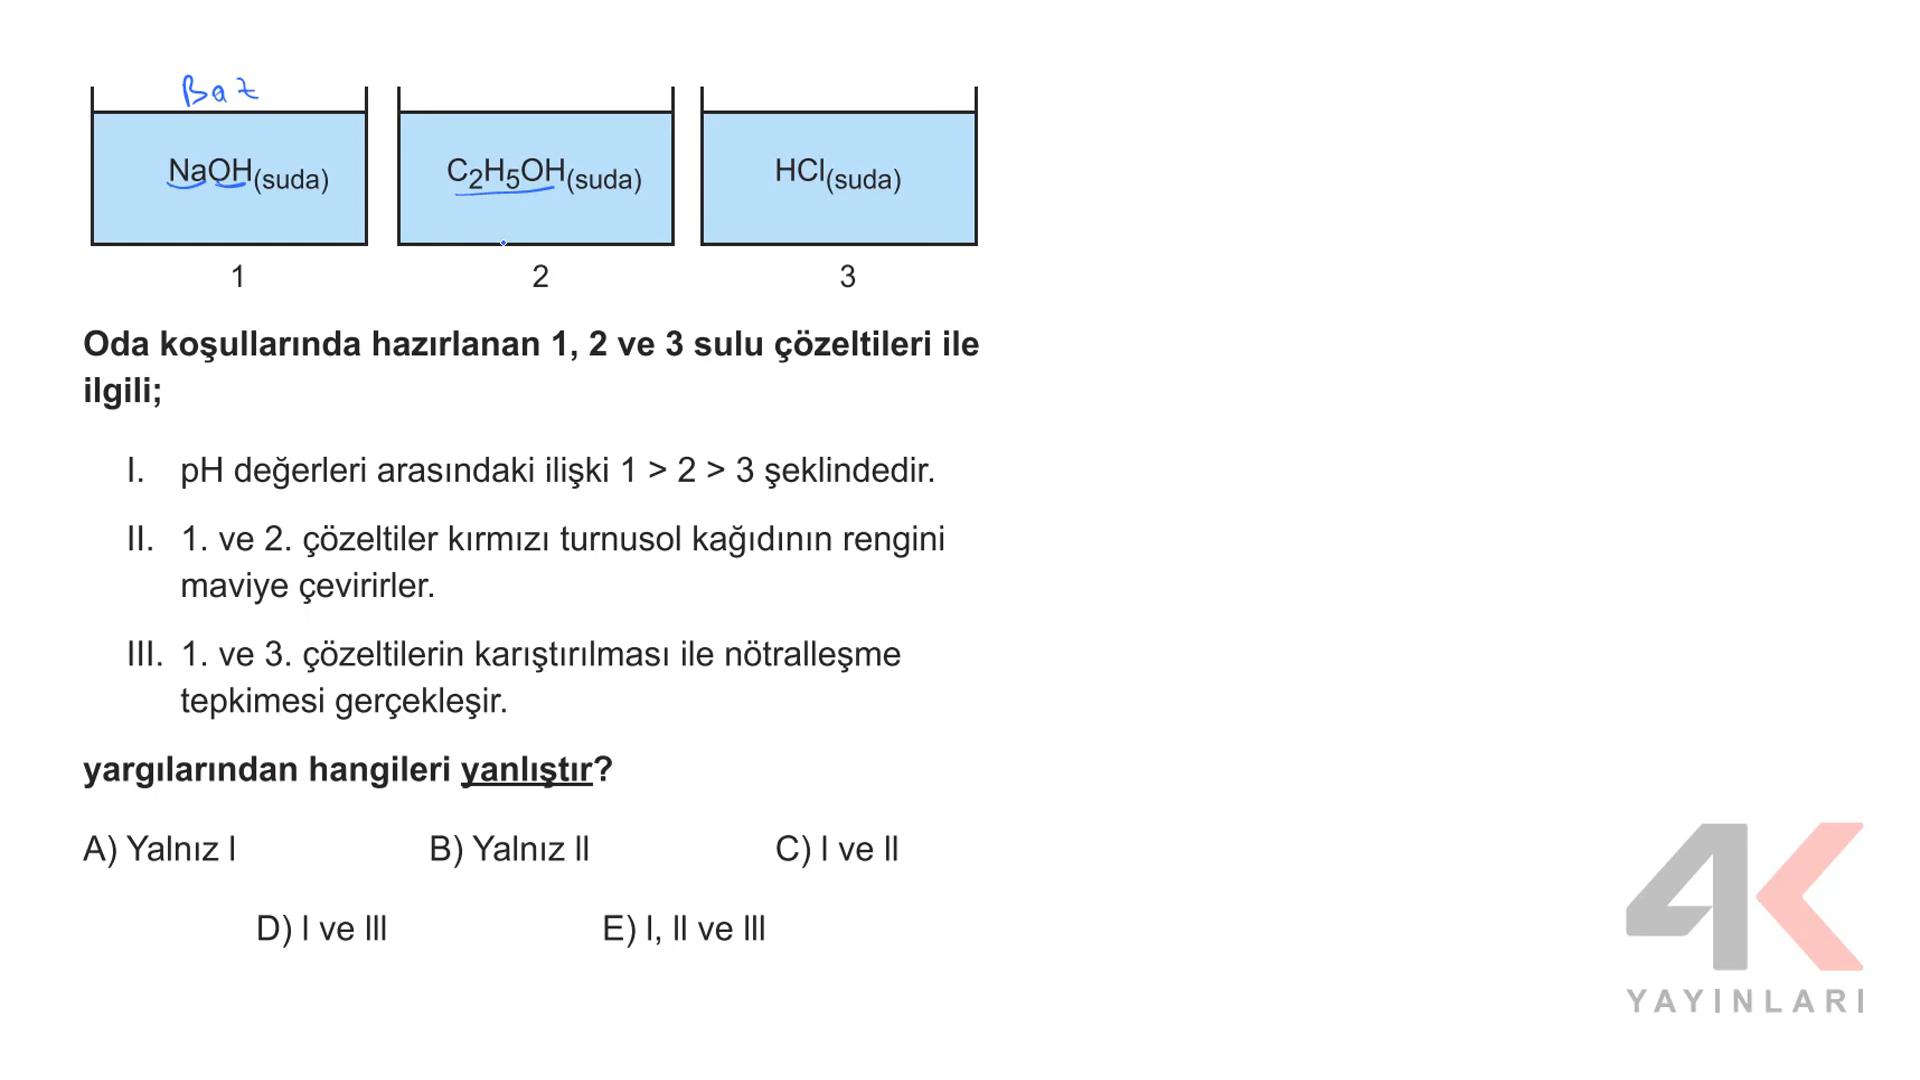 Baz
NaOH(suda) C₂H₅OH(suda) HCl(suda)
1 2 3
Oda koşullarında hazırlanan 1, 2 ve 3 sulu çözeltileri ile
ilgili;
I. pH değerleri arasındaki ilişki 1 > 2 > 3 şeklindedir.
II. 1. ve 2. çözeltiler kırmızı turnusol kağıdının rengini
maviye çevirirler.
III. 1. ve 3. çözeltilerin karıştırılması ile nötralleşme
tepkimesi gerçekleşir.
yargılarından hangileri yanlıştır?
A) Yalnız I B) Yalnız II C) I ve II
D) I ve III E) I, II ve III
4K
YAYINLARI